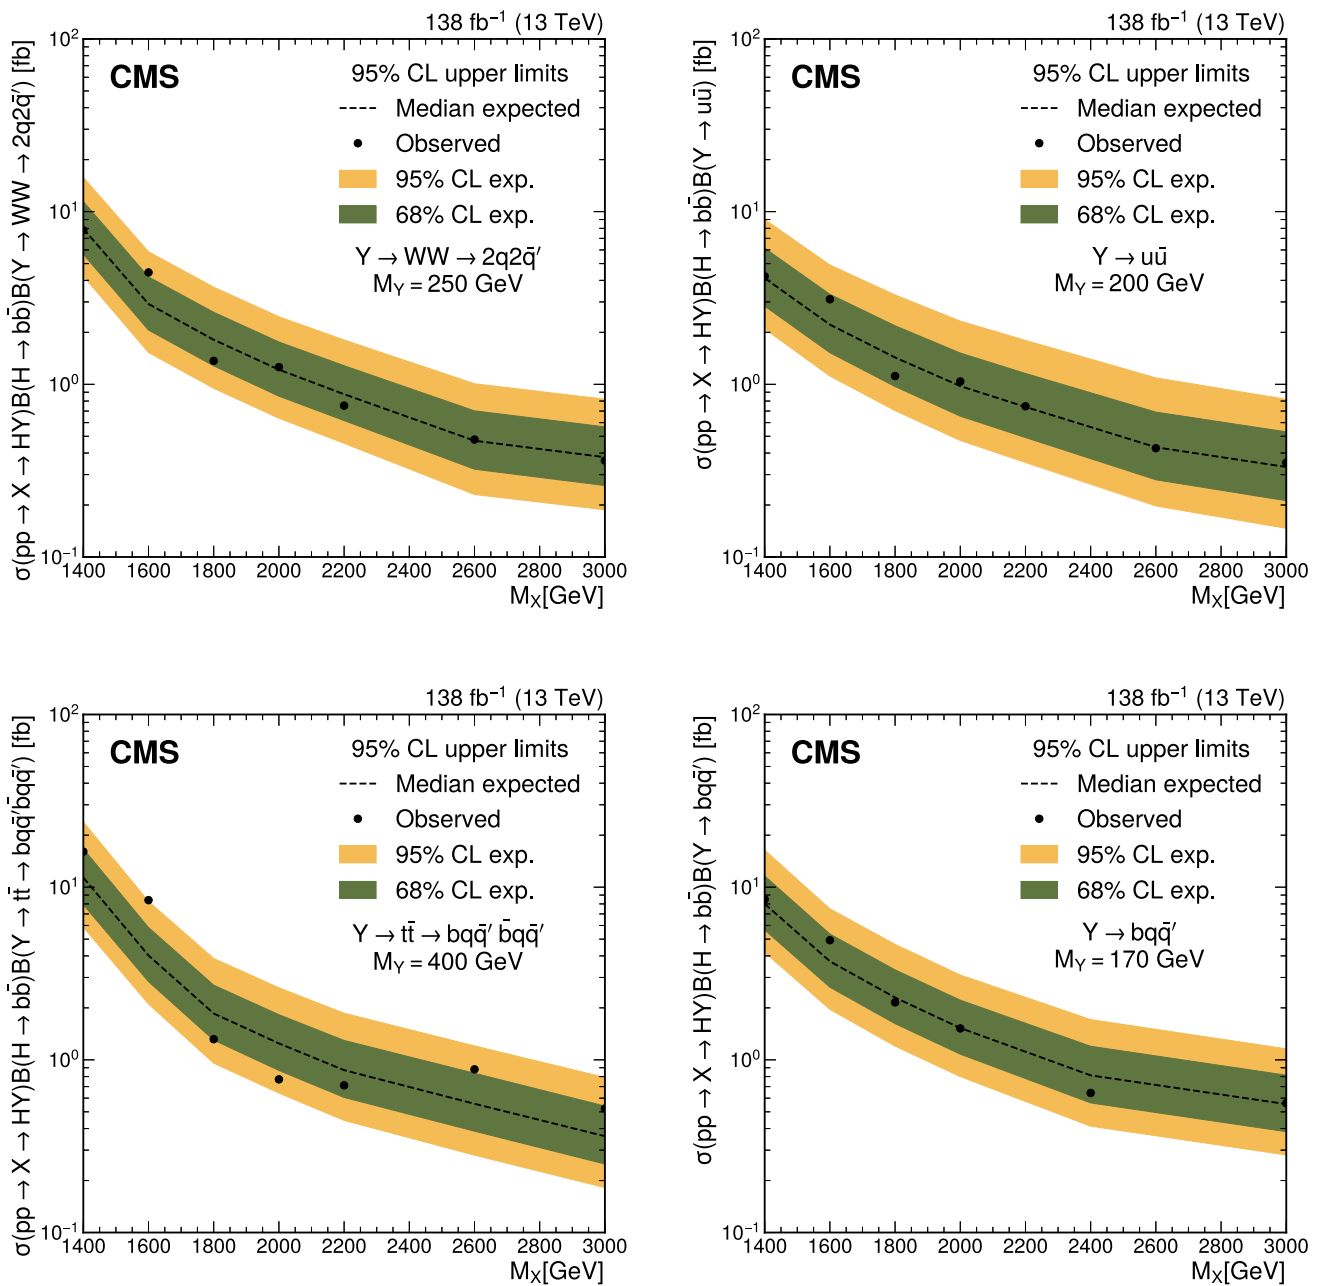 138 fb⁻¹ (13 TeV)
CMS
95% CL upper limits
Median expected
Observed
95% CL exp.
68% CL exp.
Y → WW → 2q2q̄′
M_Y = 250 GeV
σ(pp → X → HY)B(H → bb̄)B(Y → WW → 2q2q̄′) [fb]
10²
10¹
10⁰
10⁻¹
1400 1600 1800 2000 2200 2400 2600 2800 3000
M_X[GeV]
138 fb⁻¹ (13 TeV)
CMS
95% CL upper limits
Median expected
Observed
95% CL exp.
68% CL exp.
Y → uū
M_Y = 200 GeV
σ(pp → X → HY)B(H → bb̄)B(Y → uū) [fb]
10²
10¹
10⁰
10⁻¹
1400 1600 1800 2000 2200 2400 2600 2800 3000
M_X[GeV]
138 fb⁻¹ (13 TeV)
CMS
95% CL upper limits
Median expected
Observed
95% CL exp.
68% CL exp.
Y → tt̄ → bqq̄′ b̄qq̄′
M_Y = 400 GeV
σ(pp → X → HY)B(H → bb̄)B(Y → tt̄ → bqq̄′b̄qq̄′) [fb]
10²
10¹
10⁰
10⁻¹
1400 1600 1800 2000 2200 2400 2600 2800 3000
M_X[GeV]
138 fb⁻¹ (13 TeV)
CMS
95% CL upper limits
Median expected
Observed
95% CL exp.
68% CL exp.
Y → bqq̄′
M_Y = 170 GeV
σ(pp → X → HY)B(H → bb̄)B(Y → bqq̄′) [fb]
10²
10¹
10⁰
10⁻¹
1400 1600 1800 2000 2200 2400 2600 2800 3000
M_X[GeV]